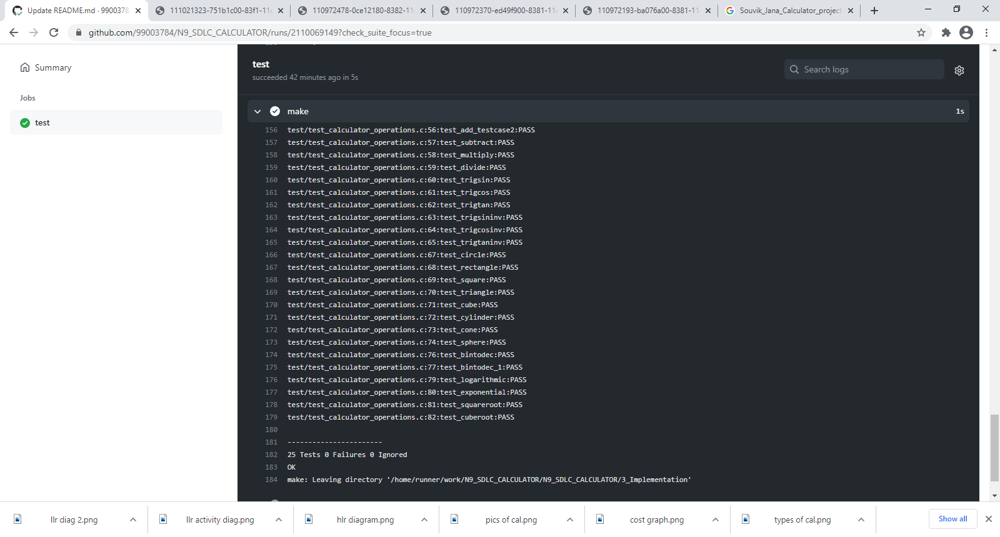 Update README.md · 9900378
111021323-751b1c00-83f1-11e
110972478-0ce12180-8382-11
110972370-ed49f900-8381-11e
110972193-ba076a00-8381-11
Souvik_Jana_Calculator_project
github.com/99003784/N9_SDLC_CALCULATOR/runs/2110069149?check_suite_focus=true
Summary
Jobs
test
test
succeeded 42 minutes ago in 5s
Search logs
make
1s
156 test/test_calculator_operations.c:56:test_add_testcase2:PASS
157 test/test_calculator_operations.c:57:test_subtract:PASS
158 test/test_calculator_operations.c:58:test_multiply:PASS
159 test/test_calculator_operations.c:59:test_divide:PASS
160 test/test_calculator_operations.c:60:test_trigsin:PASS
161 test/test_calculator_operations.c:61:test_trigcos:PASS
162 test/test_calculator_operations.c:62:test_trigtan:PASS
163 test/test_calculator_operations.c:63:test_trigsininv:PASS
164 test/test_calculator_operations.c:64:test_trigcosinv:PASS
165 test/test_calculator_operations.c:65:test_trigtaninv:PASS
166 test/test_calculator_operations.c:67:test_circle:PASS
167 test/test_calculator_operations.c:68:test_rectangle:PASS
168 test/test_calculator_operations.c:69:test_square:PASS
169 test/test_calculator_operations.c:70:test_triangle:PASS
170 test/test_calculator_operations.c:71:test_cube:PASS
171 test/test_calculator_operations.c:72:test_cylinder:PASS
172 test/test_calculator_operations.c:73:test_cone:PASS
173 test/test_calculator_operations.c:74:test_sphere:PASS
174 test/test_calculator_operations.c:76:test_bintodec:PASS
175 test/test_calculator_operations.c:77:test_bintodec_1:PASS
176 test/test_calculator_operations.c:79:test_logarithmic:PASS
177 test/test_calculator_operations.c:80:test_exponential:PASS
178 test/test_calculator_operations.c:81:test_squareroot:PASS
179 test/test_calculator_operations.c:82:test_cuberoot:PASS
180
181 -----------------------
182 25 Tests 0 Failures 0 Ignored
183 OK
184 make: Leaving directory '/home/runner/work/N9_SDLC_CALCULATOR/N9_SDLC_CALCULATOR/3_Implementation'
llr diag 2.png
llr activity diag.png
hlr diagram.png
pics of cal.png
cost graph.png
types of cal.png
Show all